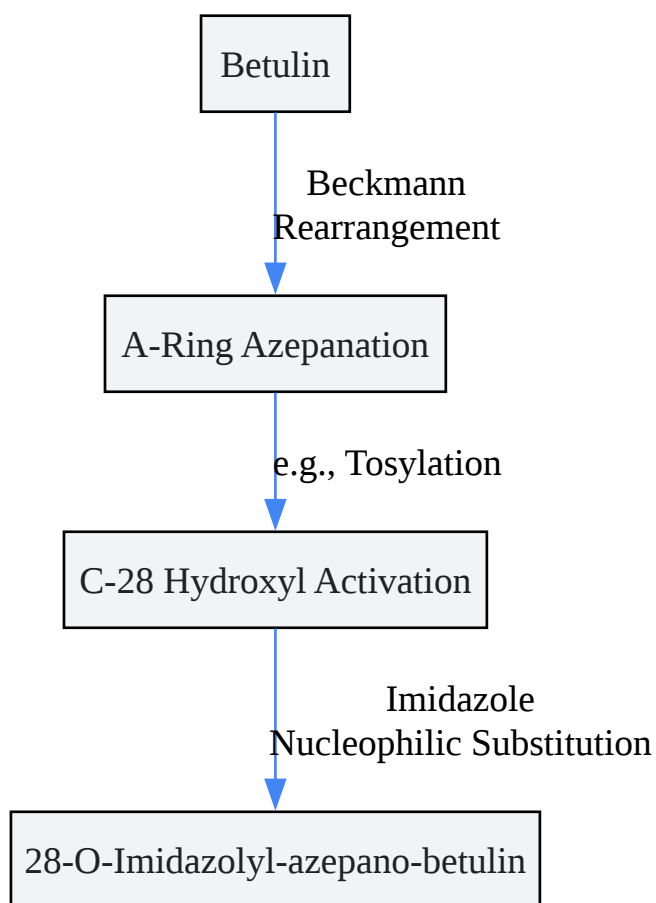 Betulin
Beckmann
Rearrangement
A-Ring Azepanation
e.g., Tosylation
C-28 Hydroxyl Activation
Imidazole
Nucleophilic Substitution
28-O-Imidazolyl-azepano-betulin